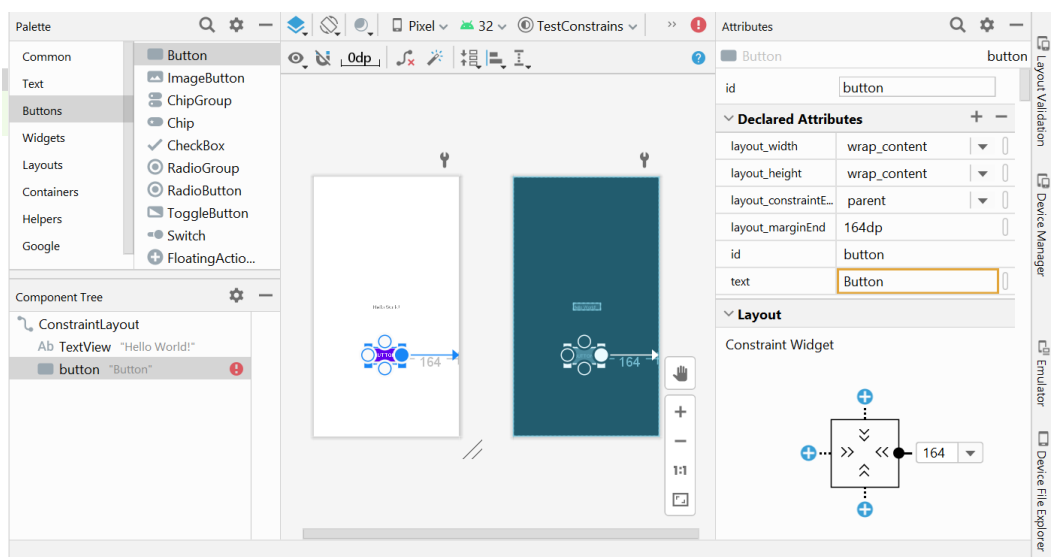 Palette
Common
Text
Buttons
Widgets
Layouts
Containers
Helpers
Google
Button
ImageButton
ChipGroup
Chip
CheckBox
RadioGroup
RadioButton
ToggleButton
Switch
FloatingActio...
Component Tree
ConstraintLayout
Ab TextView "Hello World!"
button "Button"
Pixel 32 TestConstrains
0dp
164
164
1:1
Attributes
Button button
id button
Declared Attributes
layout_width wrap_content
layout_height wrap_content
layout_constraintE... parent
layout_marginEnd 164dp
id button
text Button
Layout
Constraint Widget
164
Layout Validation
Device Manager
Emulator
Device File Explorer